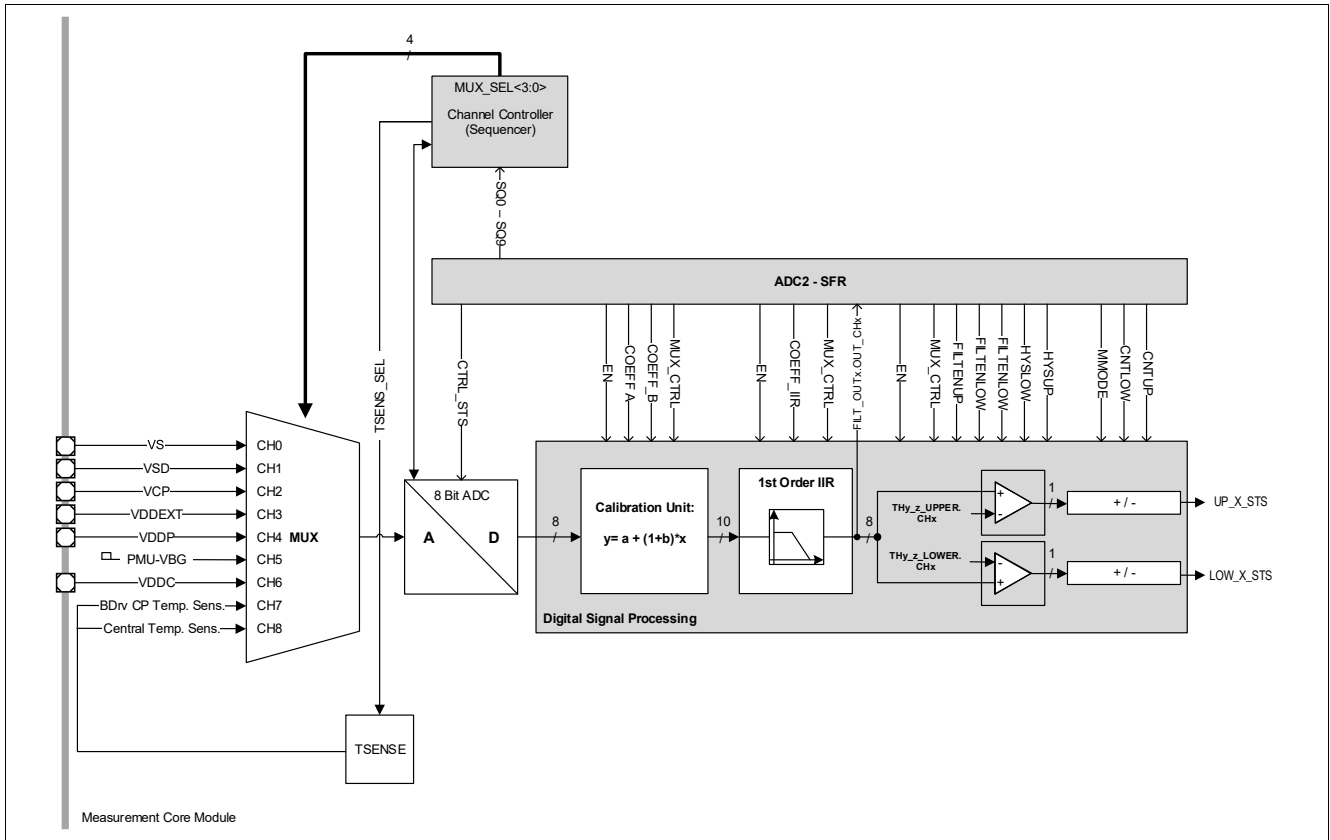 4
MUX_SEL<3:0>
Channel Controller
(Sequencer)
SQ0 – SQ9
TSENS_SEL
ADC2 - SFR
CTRL_STS
EN
COEFF A
COEFF_B
MUX_CTRL
EN
COEFF_IIR
MUX_CTRL
FILT_OUTx.OUT_CHx
EN
MUX_CTRL
FILTENUP
FILTENLOW
FILTENLOW
HYSLOW
HYSUP
MMODE
CNTLOW
CNTUP
VS
CH0
VSD
CH1
VCP
CH2
VDDEXT
CH3
VDDP
CH4
MUX
PMU-VBG
CH5
VDDC
CH6
BDrv CP Temp. Sens.
CH7
Central Temp. Sens.
CH8
8 Bit ADC
A
D
8
Calibration Unit:
y= a + (1+b)*x
10
1st Order IIR
8
THy_z_UPPER.
CHx
+
-
1
+ / -
UP_X_STS
THy_z_LOWER.
CHx
-
+
1
+ / -
LOW_X_STS
Digital Signal Processing
TSENSE
Measurement Core Module